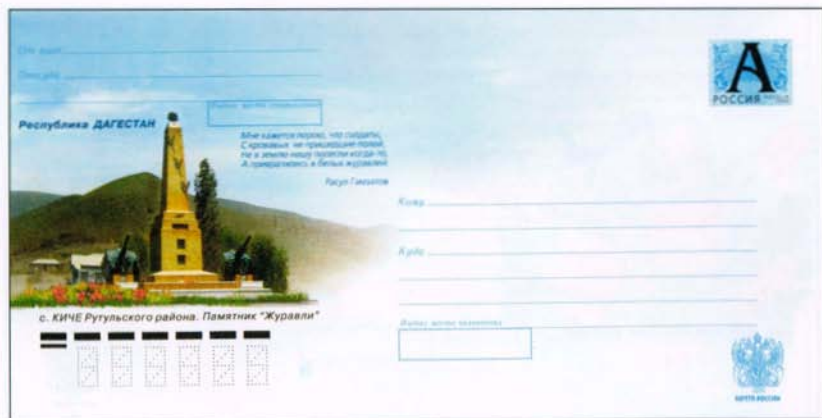 От кого
Откуда
Индекс места отправления
Республика ДАГЕСТАН
Мне кажется порою, что солдаты,
С кровавых не пришедшие полей,
Не в землю нашу полегли когда-то,
А превратились в белых журавлей.
Расул Гамзатов
А
РОССИЯ
Кому
Куда
Индекс места назначения
с. КИЧЕ Рутульского района. Памятник "Журавли"
ПОЧТА РОССИИ